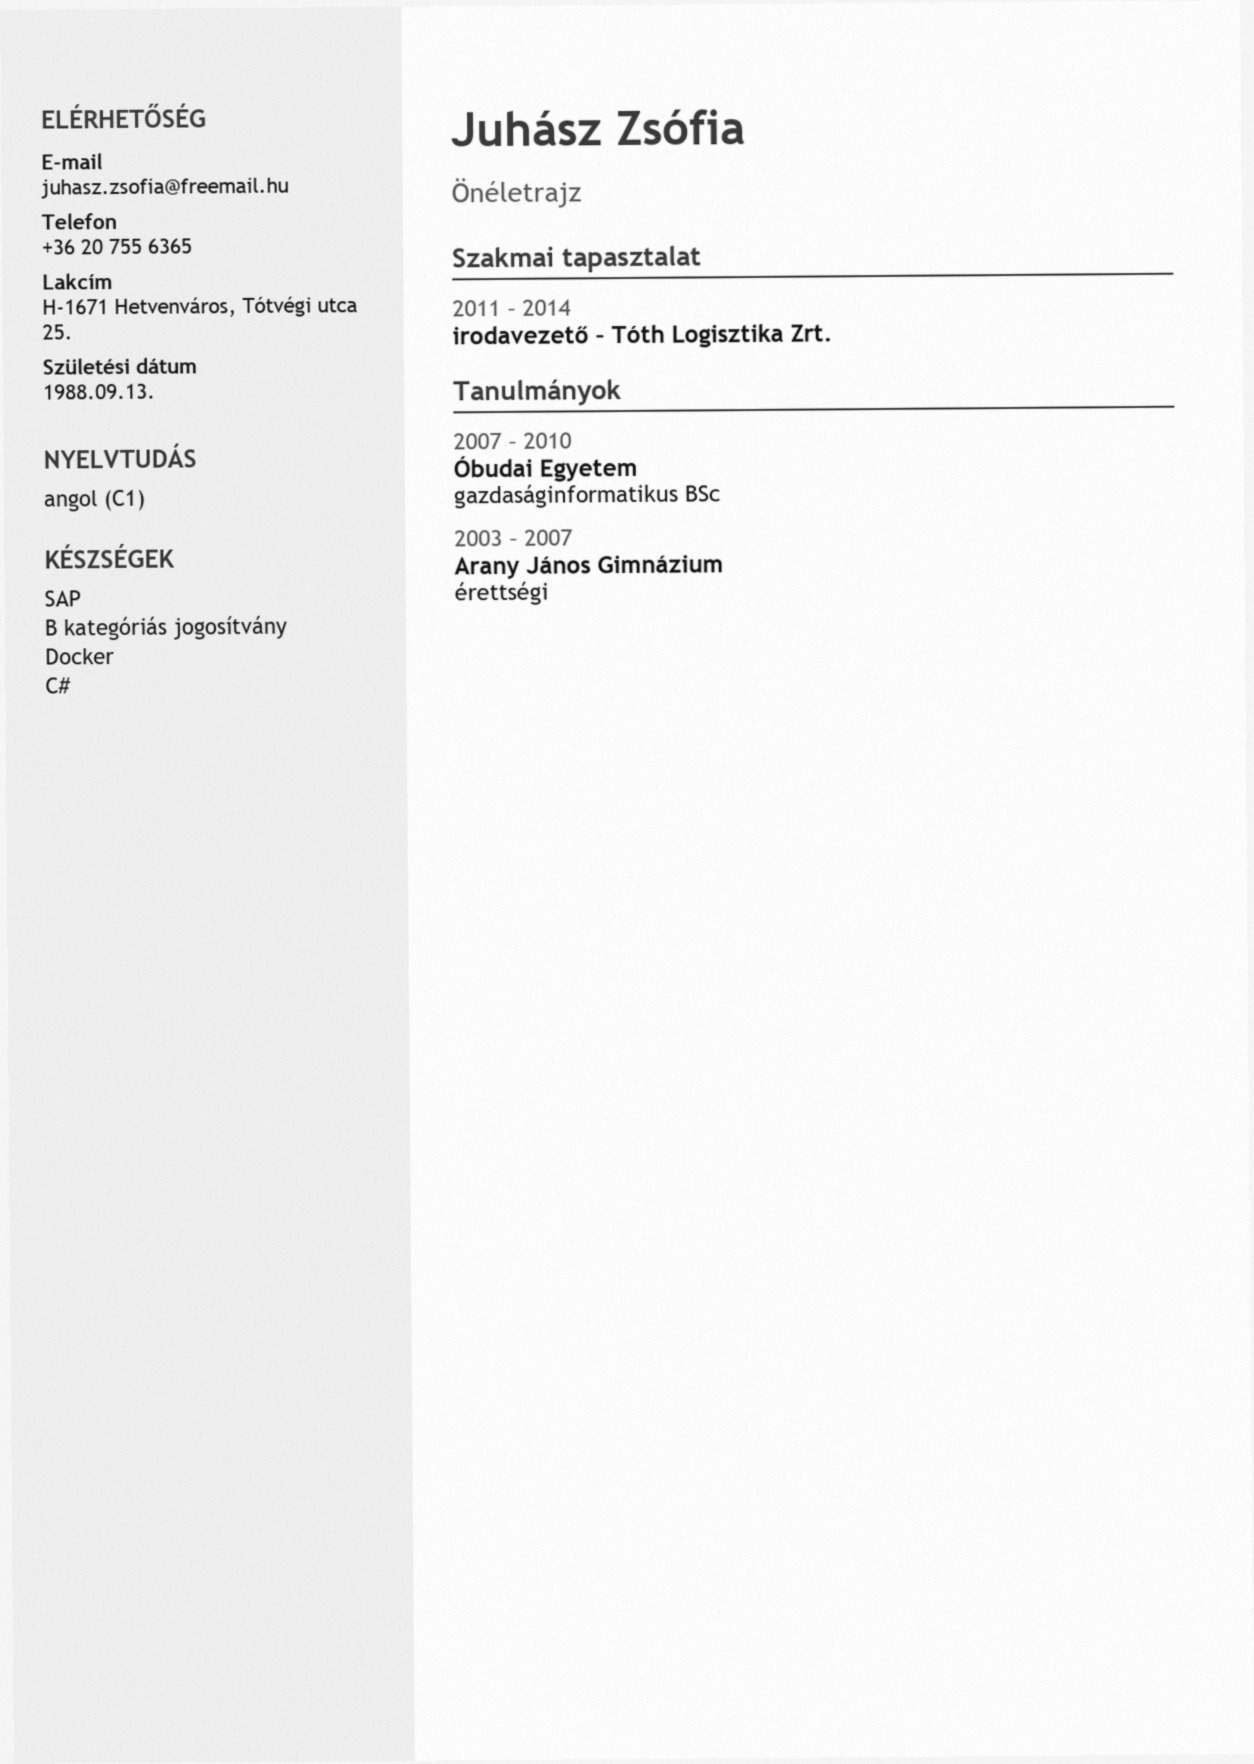 ELÉRHETŐSÉG
E-mail
juhasz.zsofia@freemail.hu
Telefon
+36 20 755 6365
Lakcím
H-1671 Hetvenváros, Tótvégi utca
25.
Születési dátum
1988.09.13.
NYELVTUDÁS
angol (C1)
KÉSZSÉGEK
SAP
B kategóriás jogosítvány
Docker
C#
Juhász Zsófia
Önéletrajz
Szakmai tapasztalat
2011 - 2014
irodavezető - Tóth Logisztika Zrt.
Tanulmányok
2007 - 2010
Óbudai Egyetem
gazdaságinformatikus BSc
2003 - 2007
Arany János Gimnázium
érettségi